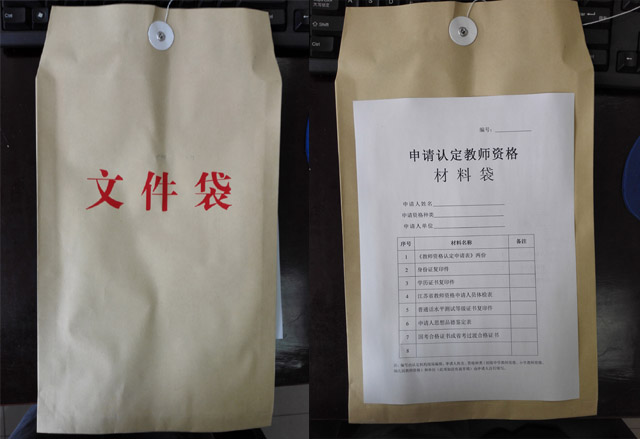 文件袋
Ctrl
Shift
Ctrl
编号：
申请认定教师资格
材料袋
申请人姓名
申请资格种类
申请人单位
序号 材料名称 备注
1 《教师资格认定申请表》两份
2 身份证复印件
3 学历证书复印件
4 江苏省教师资格申请人员体检表
5 普通话水平测试等级证书复印件
6 申请人思想品德鉴定表
7 国考合格证书或省考过渡合格证书
8